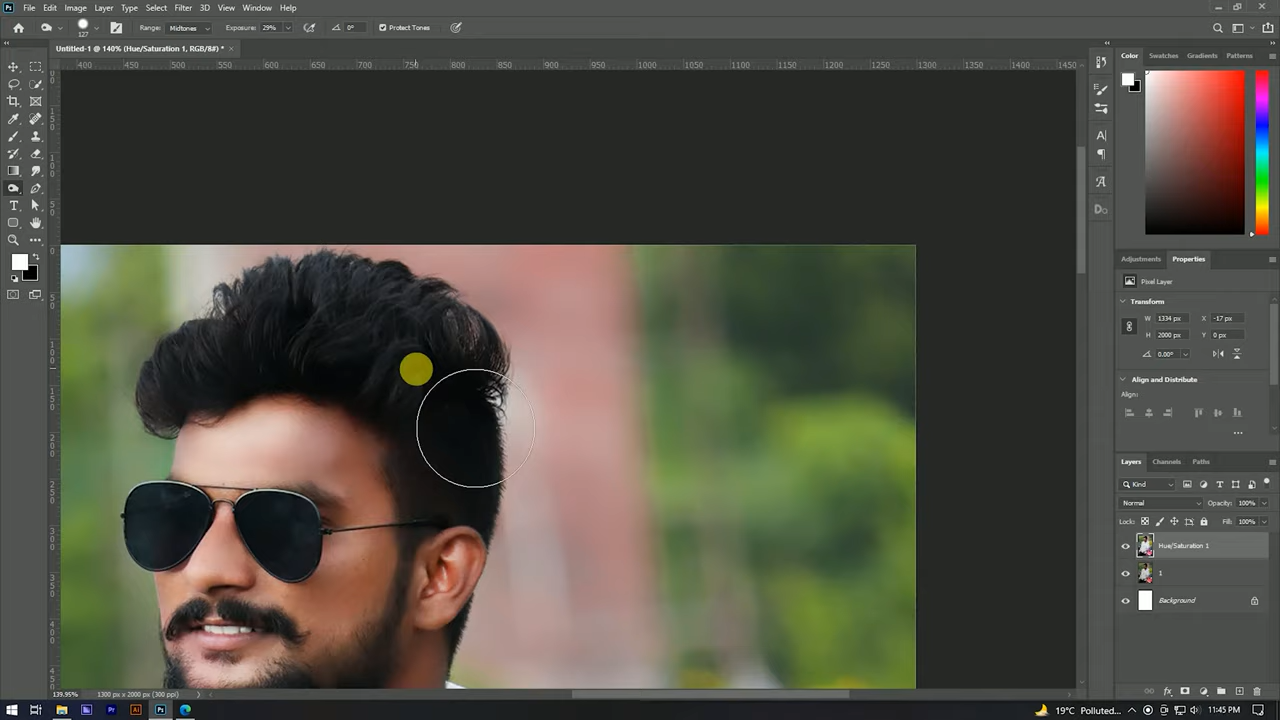 File Edit Image Layer Type Select Filter 3D View Window Help
127 Range: Midtones Exposure: 29% 0° Protect Tones
Untitled-1 @ 140% (Hue/Saturation 1, RGB/8#) * ×
400 500 550 600 650 700 750 800 850 900 950 1000 1050 1100 1150 1200 1250 1300 1350 1400 1450
Color Swatches Gradients Patterns
Adjustments Properties
Pixel Layer
Transform
W 1334 px X -17 px
H 2000 px Y 0 px
0.00°
Align and Distribute
Align:
Layers Channels Paths
Kind
Normal Opacity: 100%
Lock: Fill: 100%
Hue/Saturation 1
1
Background
139.95% 1300 px x 2000 px (300 ppi)
19°C Polluted... 11:45 PM